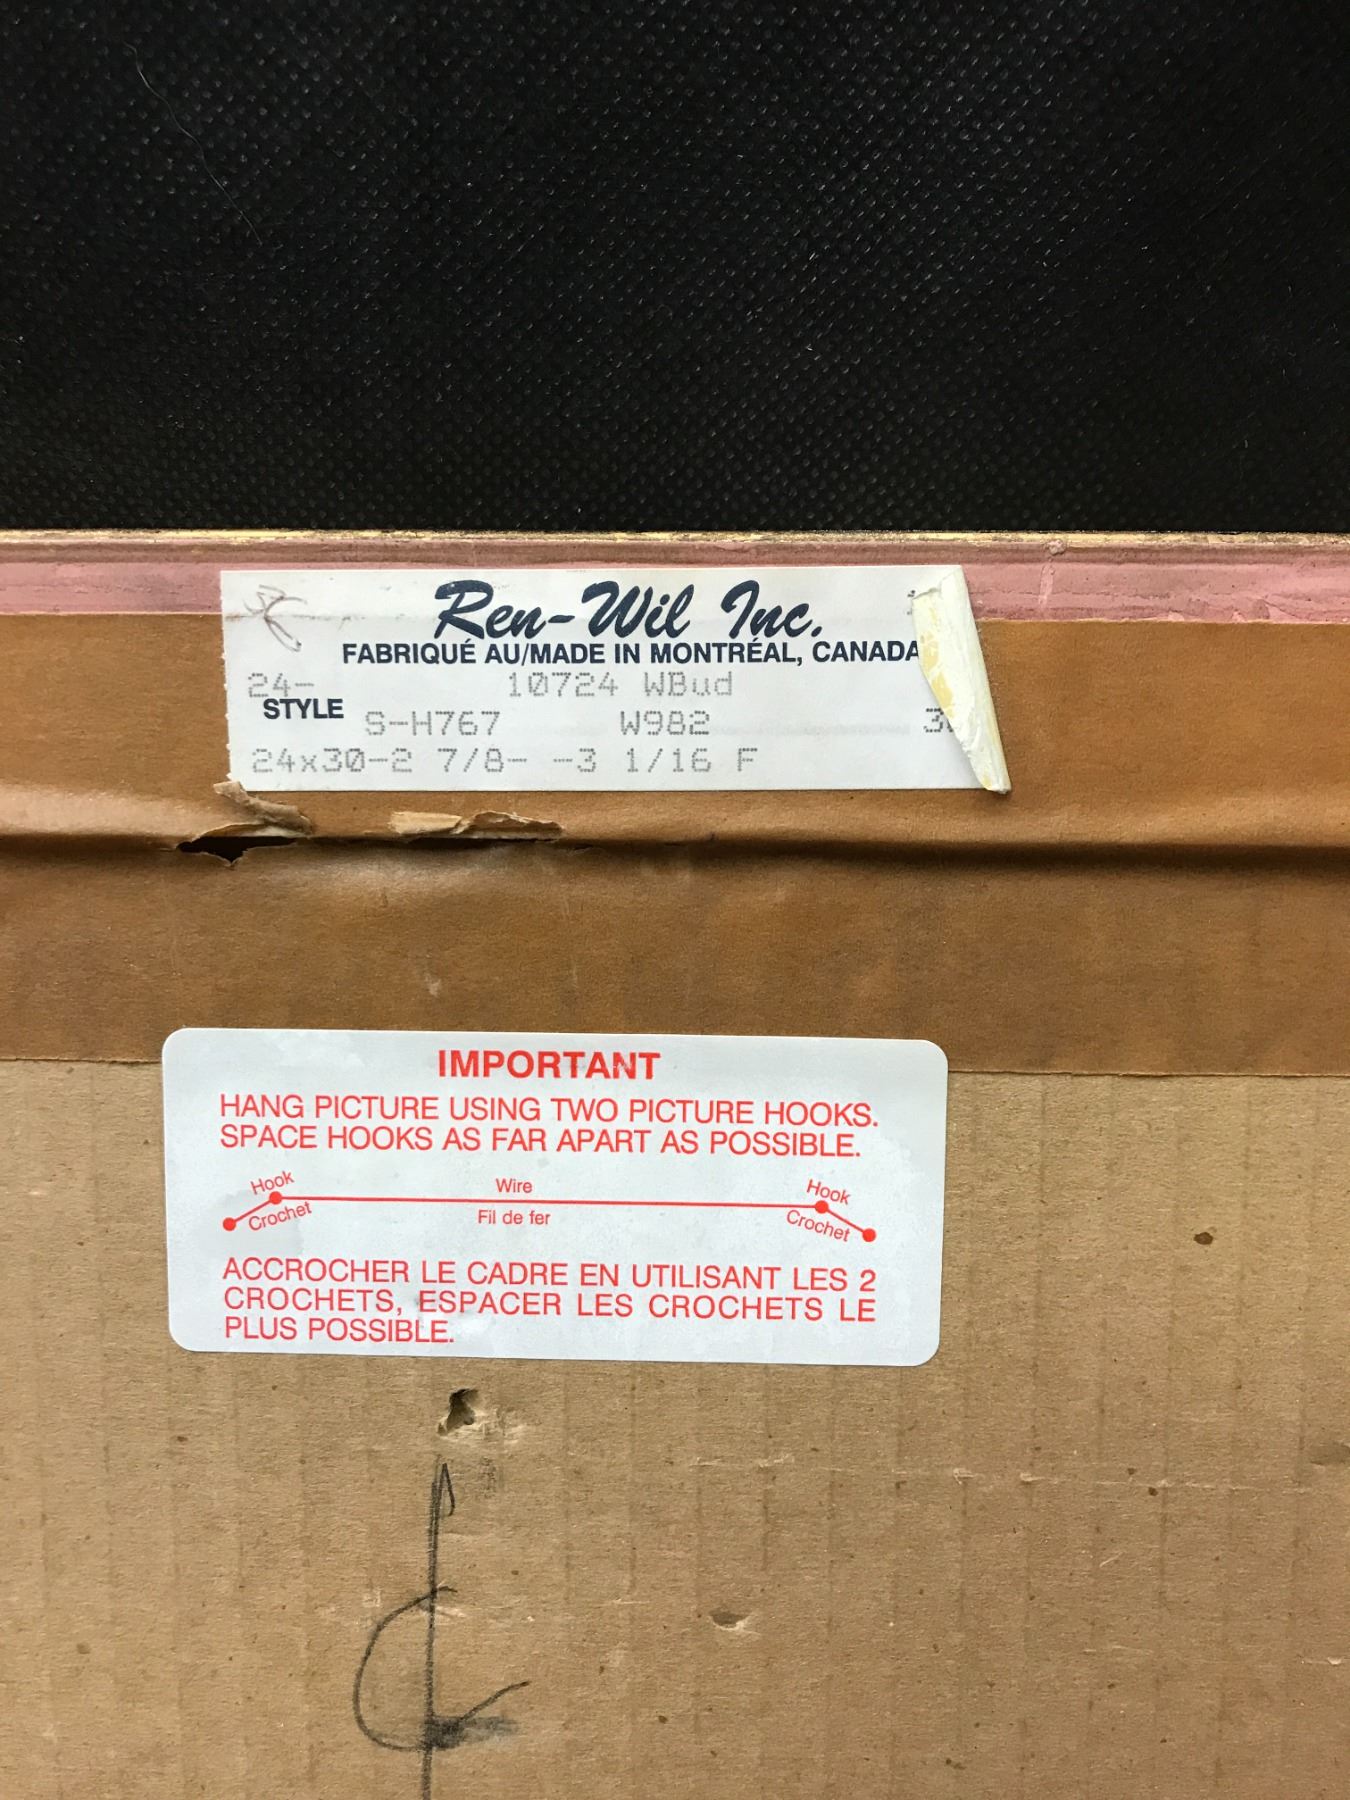 Ren-Wil Inc.
FABRIQUÉ AU/MADE IN MONTRÉAL, CANADA
24- 10724 WBud
STYLE S-H767 W982
24x30-2 7/8- -3 1/16 F
IMPORTANT
HANG PICTURE USING TWO PICTURE HOOKS.
SPACE HOOKS AS FAR APART AS POSSIBLE.
Hook Wire Hook
Crochet Fil de fer Crochet
ACCROCHER LE CADRE EN UTILISANT LES 2
CROCHETS, ESPACER LES CROCHETS LE
PLUS POSSIBLE.